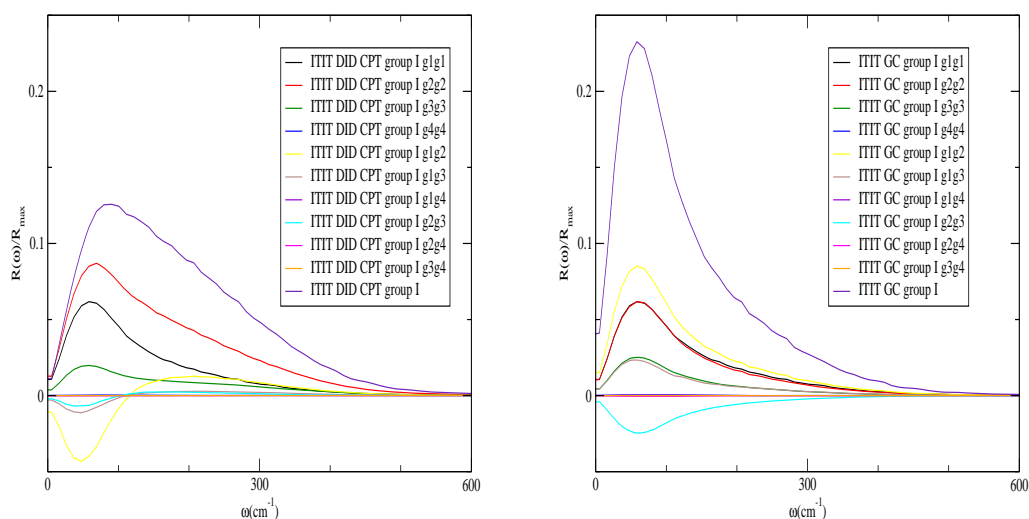 R(ω)/Rmax
0.2
0.1
0
0
300
600
ω(cm-1)
ITIT DID CPT group I g1g1
ITIT DID CPT group I g2g2
ITIT DID CPT group I g3g3
ITIT DID CPT group I g4g4
ITIT DID CPT group I g1g2
ITIT DID CPT group I g1g3
ITIT DID CPT group I g1g4
ITIT DID CPT group I g2g3
ITIT DID CPT group I g2g4
ITIT DID CPT group I g3g4
ITIT DID CPT group I
R(ω)/Rmax
0.2
0.1
0
0
300
600
ω(cm-1)
ITIT GC group I g1g1
ITIT GC group I g2g2
ITIT GC group I g3g3
ITIT GC group I g4g4
ITIT GC group I g1g2
ITIT GC group I g1g3
ITIT GC group I g1g4
ITIT GC group I g2g3
ITIT GC group I g2g4
ITIT GC group I g3g4
ITIT GC group I